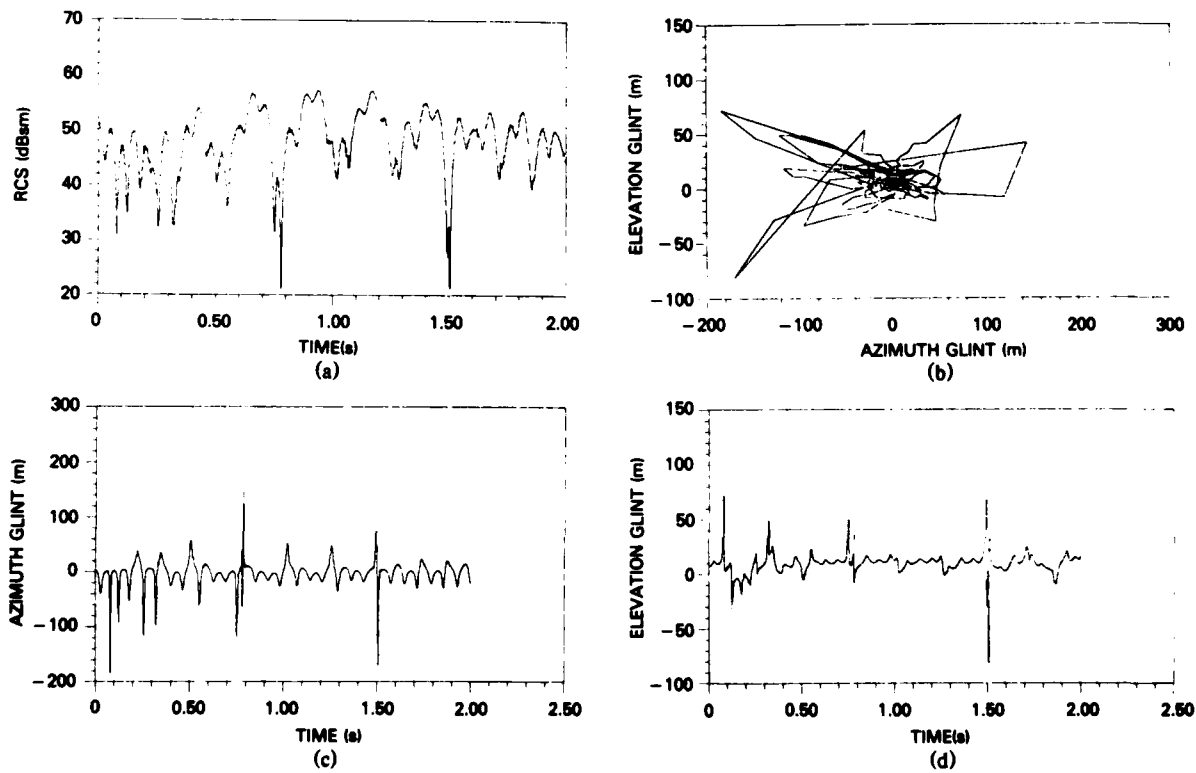 70
60
50
40
30
20
RCS (dBsm)
0 0.50 1.00 1.50 2.00
TIME(s)
(a)
150
100
50
0
−50
−100
ELEVATION GLINT (m)
−200 −100 0 100 200 300
AZIMUTH GLINT (m)
(b)
300
200
100
0
−100
−200
AZIMUTH GLINT (m)
0 0.50 1.00 1.50 2.00 2.50
TIME (s)
(c)
150
100
50
0
−50
−100
ELEVATION GLINT (m)
0 0.50 1.00 1.50 2.00 2.50
TIME(s)
(d)